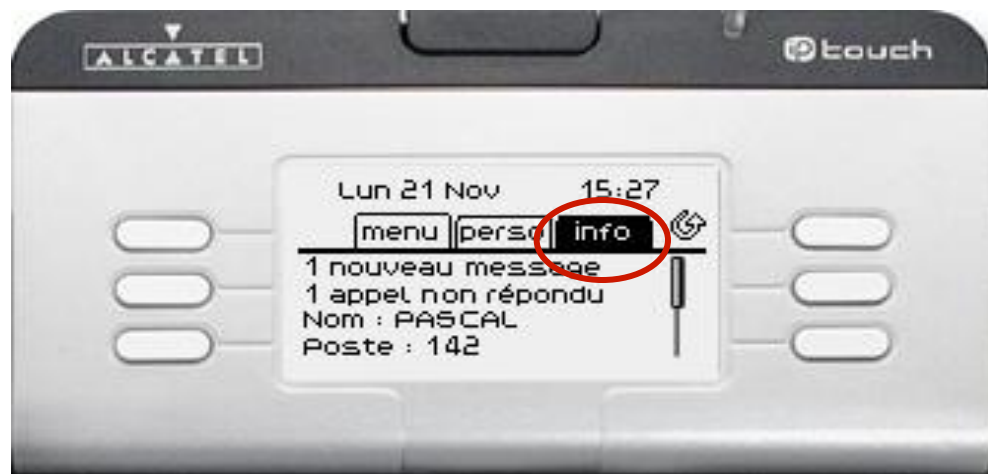 ALCATEL
touch
Lun 21 Nov 15:27
menu perso info
1 nouveau message
1 appel non répondu
Nom : PASCAL
Poste : 142